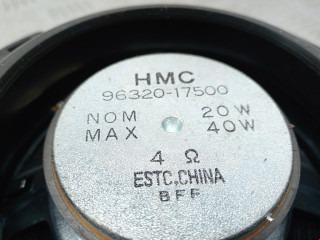 HMC
96320-17500
NOM 20W
MAX 40W
4 Ω
ESTC.CHINA
BFF